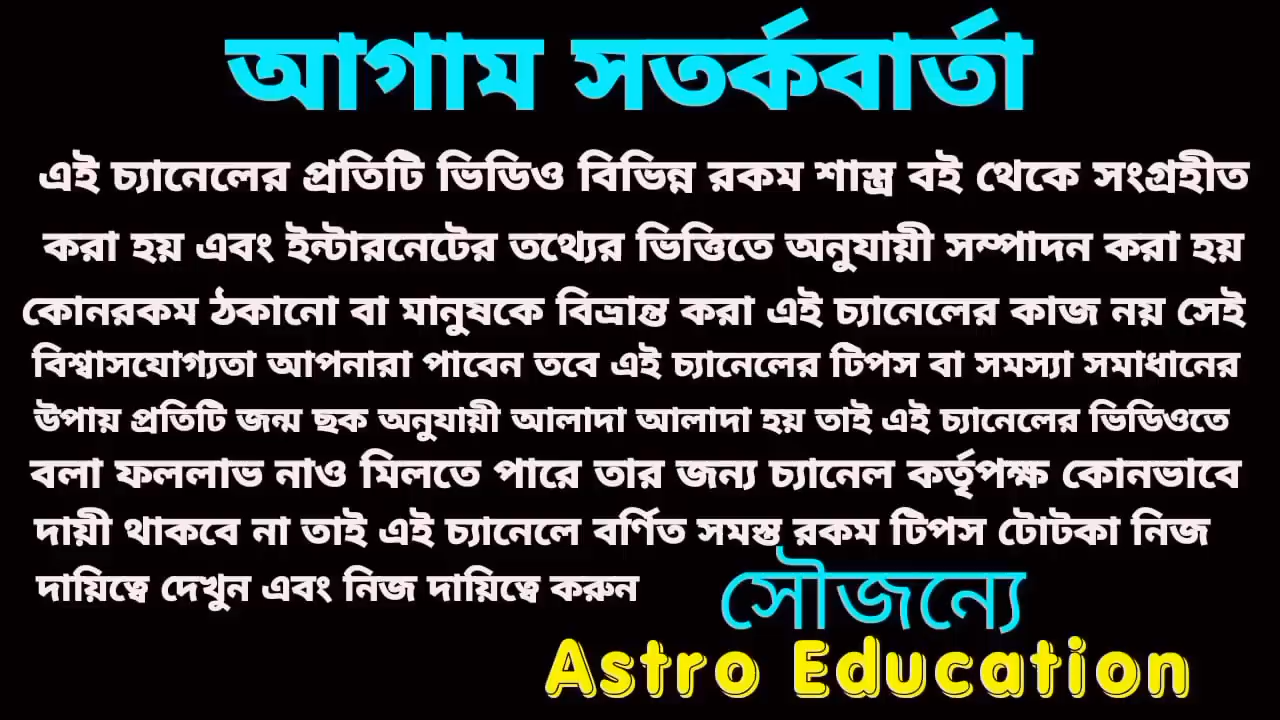 আগাম সতর্কবার্তা
এই চ্যানেলের প্রতিটি ভিডিও বিভিন্ন রকম শাস্ত্র বই থেকে সংগ্রহীত
করা হয় এবং ইন্টারনেটের তথ্যের ভিত্তিতে অনুযায়ী সম্পাদন করা হয়
কোনরকম ঠকানো বা মানুষকে বিভ্রান্ত করা এই চ্যানেলের কাজ নয় সেই
বিশ্বাসযোগ্যতা আপনারা পাবেন তবে এই চ্যানেলের টিপস বা সমস্যা সমাধানের
উপায় প্রতিটি জন্ম ছক অনুযায়ী আলাদা আলাদা হয় তাই এই চ্যানেলের ভিডিওতে
বলা ফললাভ নাও মিলতে পারে তার জন্য চ্যানেল কর্তৃপক্ষ কোনভাবে
দায়ী থাকবে না তাই এই চ্যানেলে বর্ণিত সমস্ত রকম টিপস টোটকা নিজ
দায়িত্বে দেখুন এবং নিজ দায়িত্বে করুন
সৌজন্যে
Astro Education